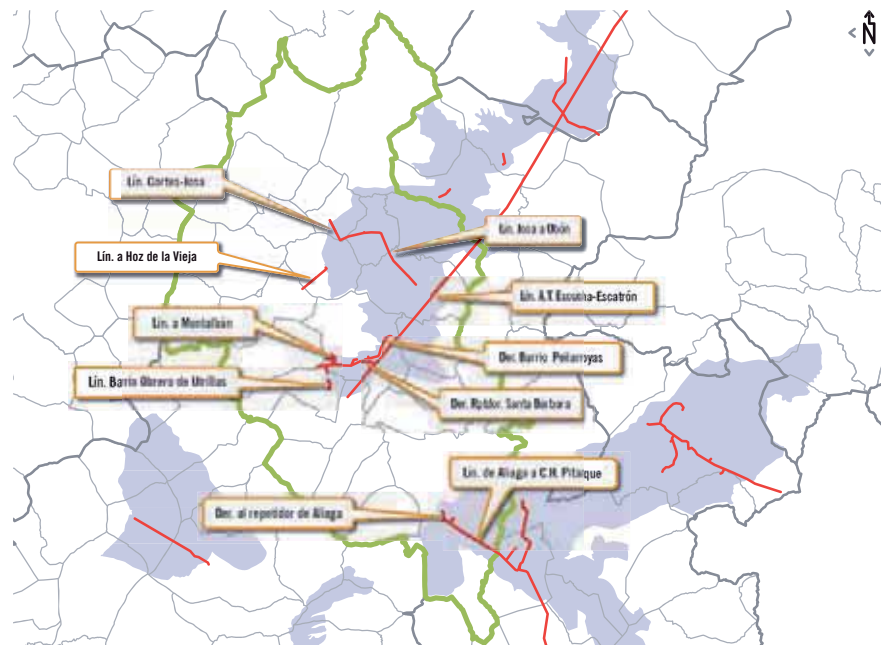 N
Lín. Cortes-Josa
Lín. Josa a Obón
Lín. a Hoz de la Vieja
Lín. A.T. Escucha-Escatrón
Lín. a Montalbán
Der. Barrio Peñarroyas
Lín. Barrio Obrero de Utrillas
Der. Rptdor. Santa Bárbara
Lín. de Aliaga a C.H. Pitarque
Der. al repetidor de Aliaga